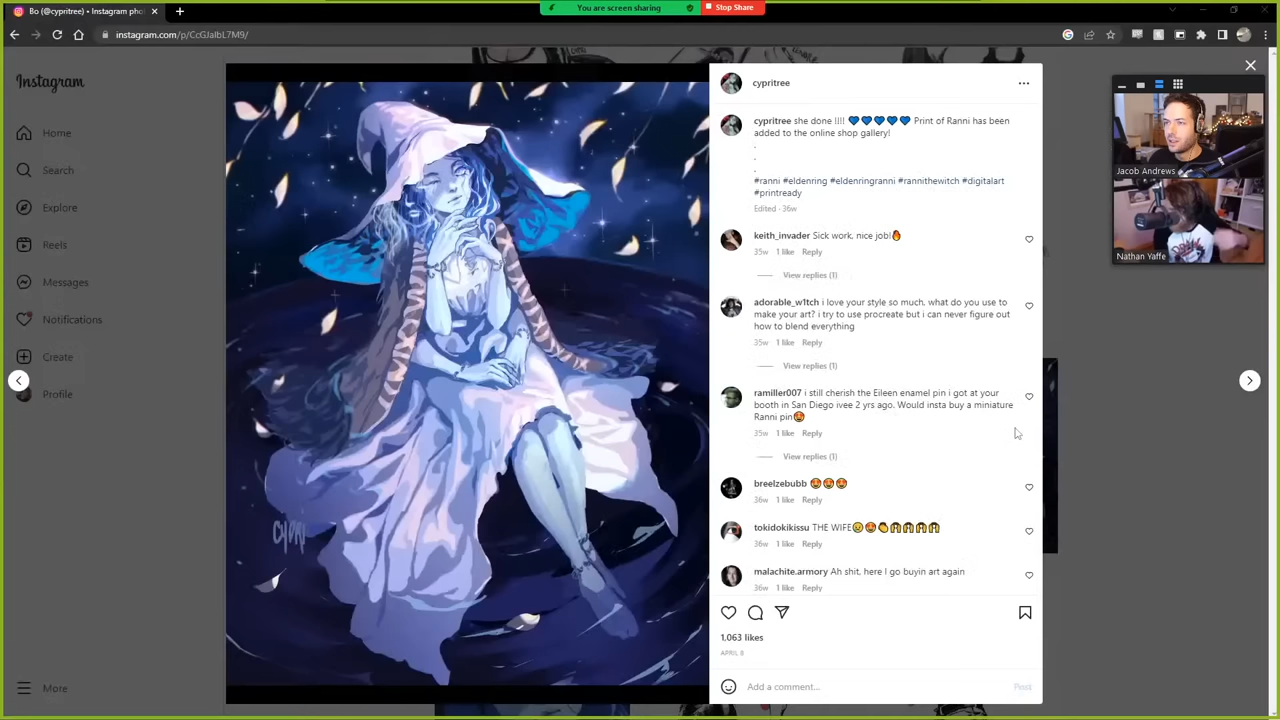 You are screen sharing
Stop Share
Bo (@cypritree) • Instagram pho
instagram.com/p/CcGJaIbL7M9/
Instagram
Home
Search
Explore
Reels
Messages
Notifications
Create
Profile
More
CYPRI
cypritree
cypritree she done !!!! 💙💙💙💙💙 Print of Ranni has been
added to the online shop gallery!
.
.
.
#ranni #eldenring #eldenringranni #rannithewitch #digitalart
#printready
Edited · 36w
keith_invader Sick work, nice job!🔥
35w 1 like Reply
View replies (1)
adorable_w1tch i love your style so much, what do you use to
make your art? i try to use procreate but i can never figure out
how to blend everything
35w 1 like Reply
View replies (1)
ramiller007 i still cherish the Eileen enamel pin i got at your
booth in San Diego ivee 2 yrs ago. Would insta buy a miniature
Ranni pin🤩
35w 1 like Reply
View replies (1)
breelzebubb 😍😍😍
36w 1 like Reply
tokidokikissu THE WIFE😢😍👏🙌🙌🙌🙌
36w 1 like Reply
malachite.armory Ah shit, here I go buyin art again
36w 1 like Reply
1,063 likes
APRIL 8
Add a comment...
Post
Jacob Andrews
Nathan Yaffe